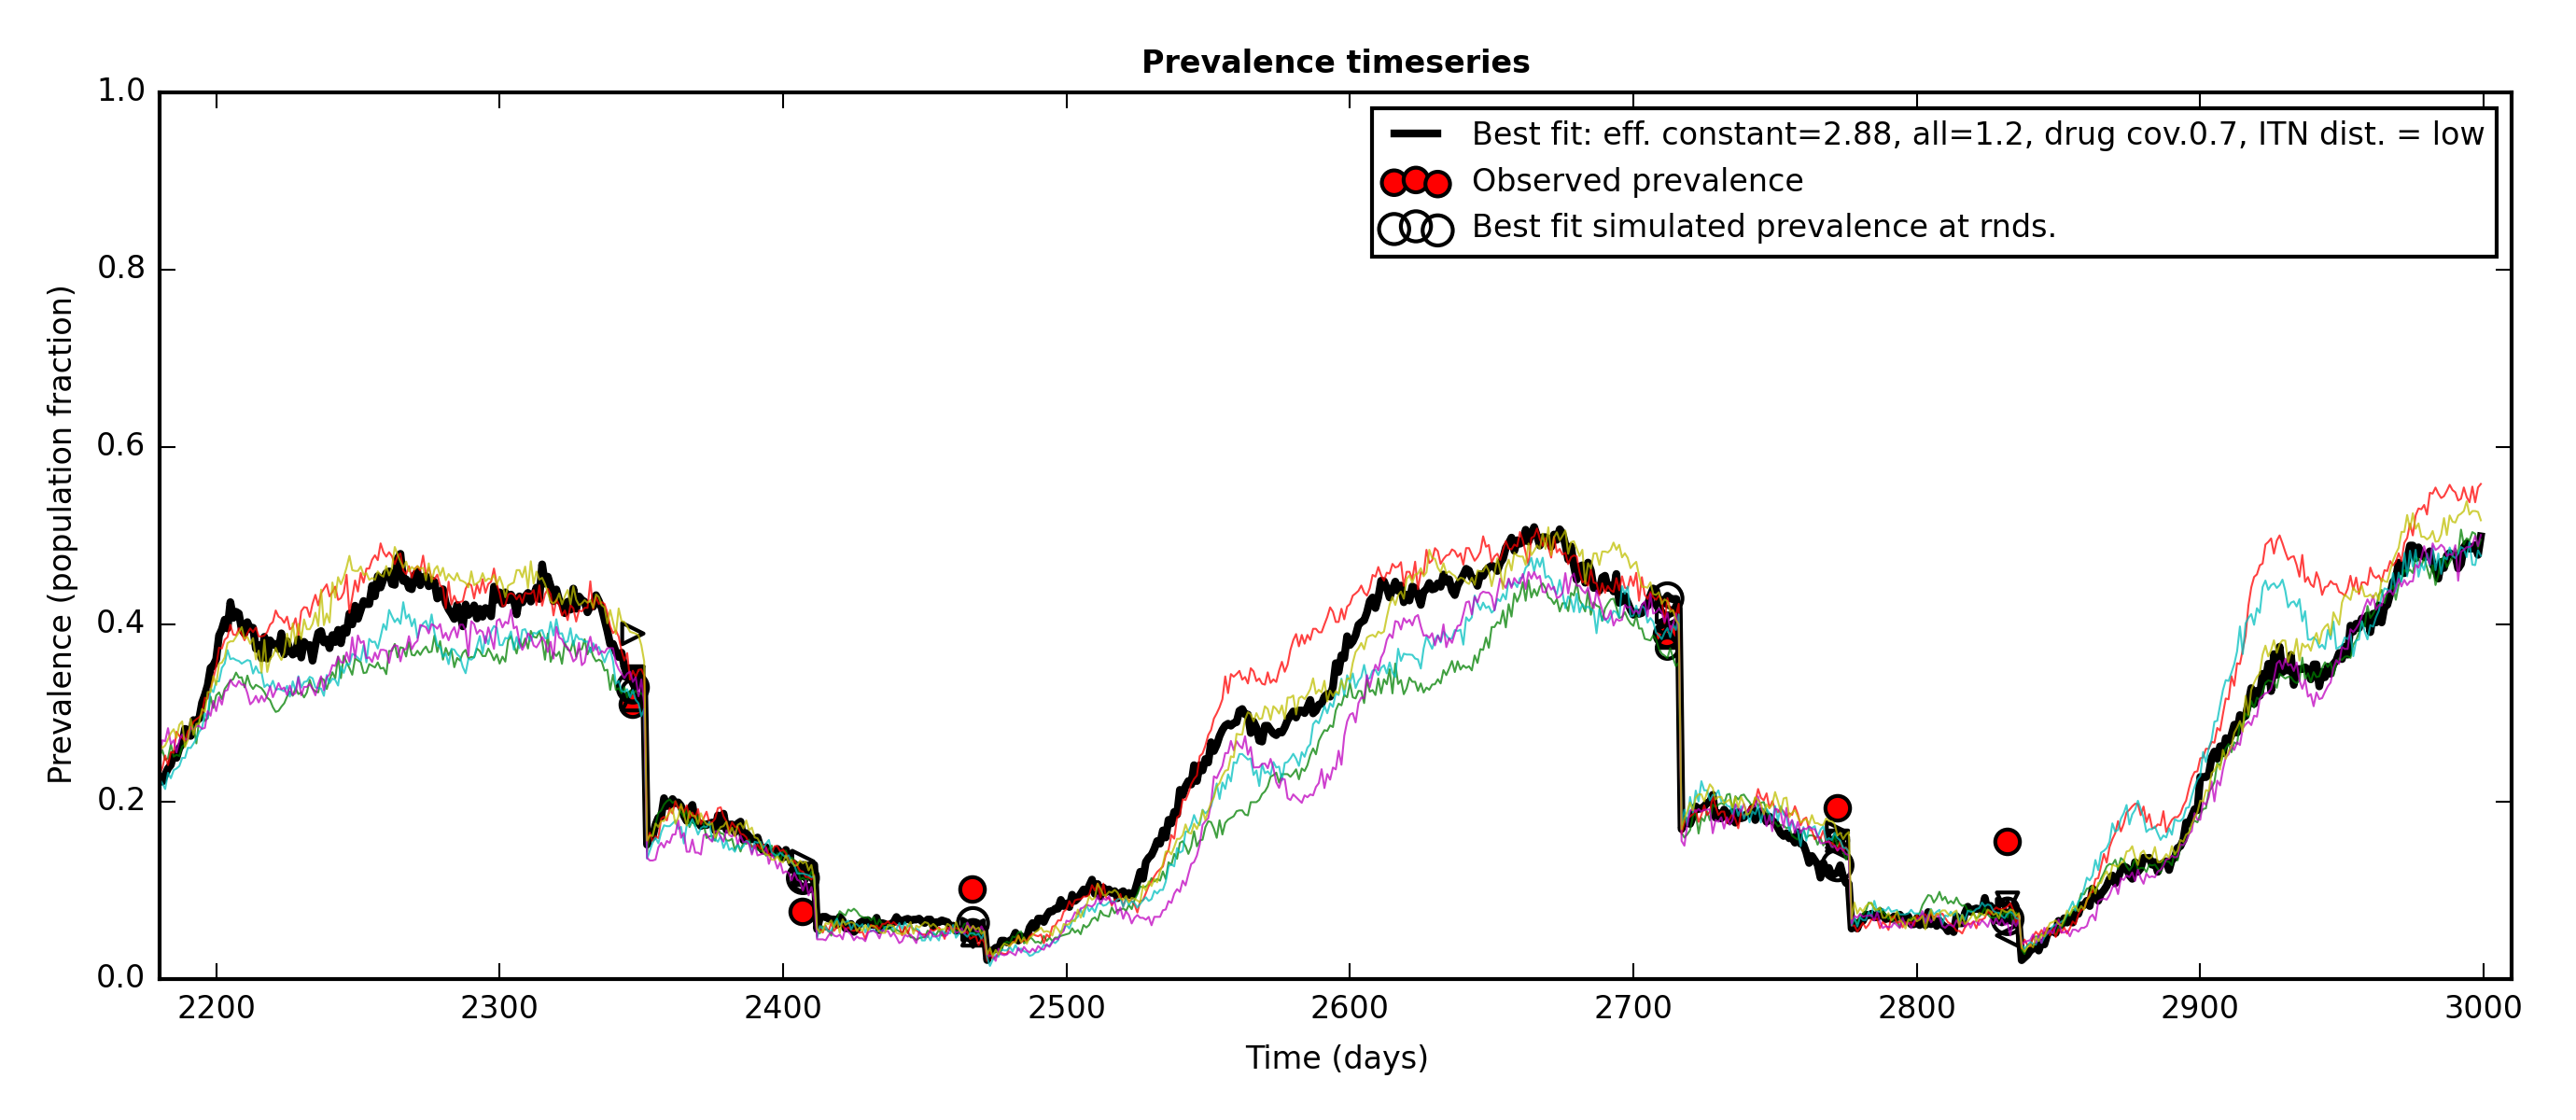 Prevalence timeseries
1.0
0.8
0.6
0.4
0.2
0.0
Prevalence (population fraction)
Best fit: eff. constant=2.88, all=1.2, drug cov.0.7, ITN dist. = low
Observed prevalence
Best fit simulated prevalence at rnds.
2200 2300 2400 2500 2600 2700 2800 2900 3000
Time (days)